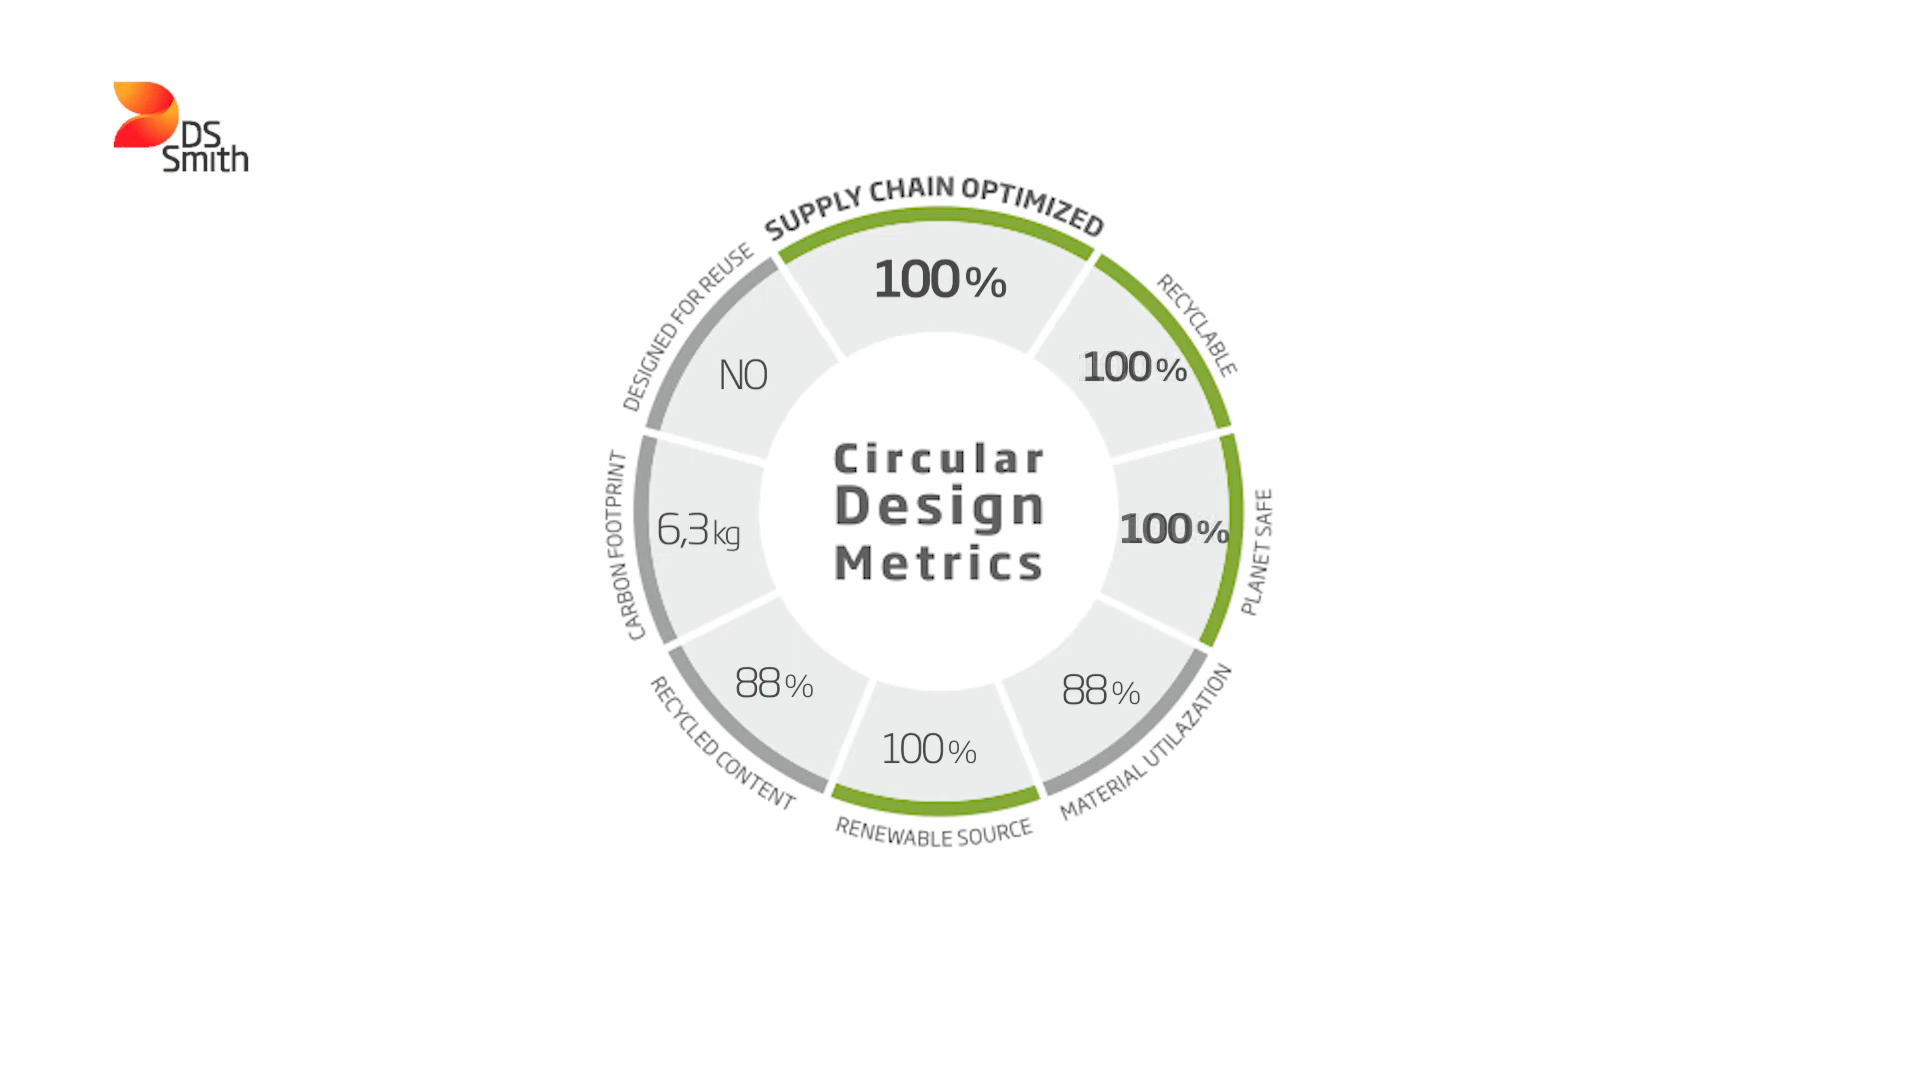 DS
Smith
SUPPLY CHAIN OPTIMIZED
100%
RECYCLABLE
100%
PLANET SAFE
100%
MATERIAL UTILAZATION
88%
RENEWABLE SOURCE
100%
RECYCLED CONTENT
88%
CARBON FOOTPRINT
6,3kg
DESIGNED FOR REUSE
NO
Circular
Design
Metrics